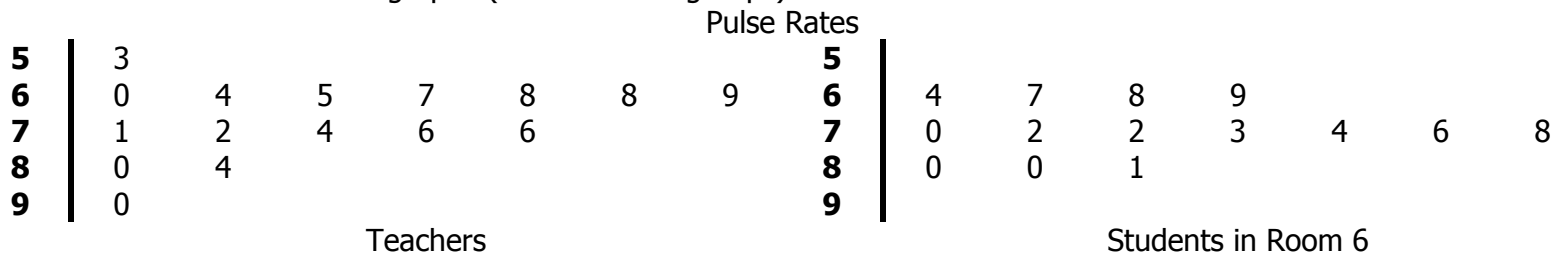 Pulse Rates
5 3 5
6 0 4 5 7 8 8 9 6 4 7 8 9
7 1 2 4 6 6 7 0 2 2 3 4 6 8
8 0 4 8 0 0 1
9 0 9
Teachers Students in Room 6